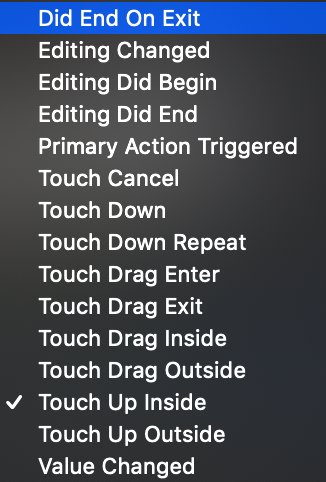 Did End On Exit
Editing Changed
Editing Did Begin
Editing Did End
Primary Action Triggered
Touch Cancel
Touch Down
Touch Down Repeat
Touch Drag Enter
Touch Drag Exit
Touch Drag Inside
Touch Drag Outside
Touch Up Inside
Touch Up Outside
Value Changed